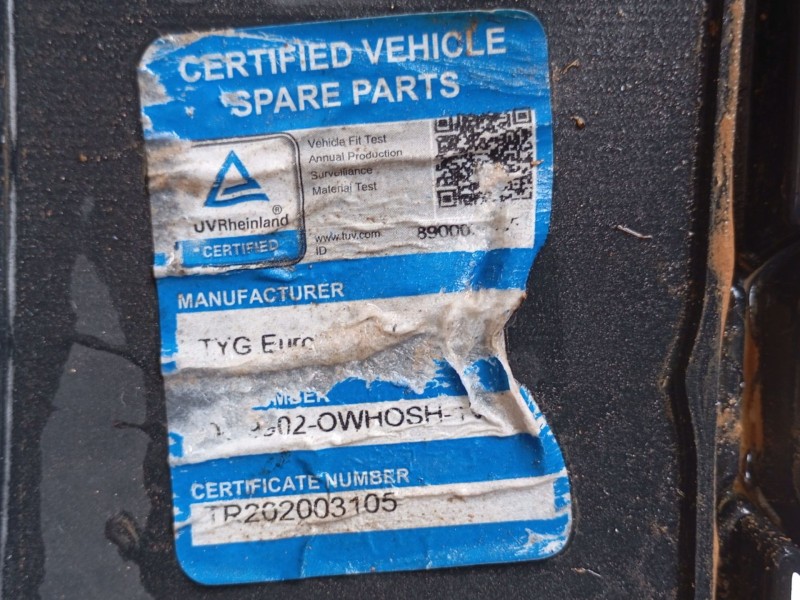 CERTIFIED VEHICLE
SPARE PARTS
Vehicle Fit Test
Annual Production
Surveillance
Material Test
UVRheinland
®
CERTIFIED
www.tuv.com
ID
MANUFACTURER
TYG
CERTIFICATE NUMBER
TR202003105